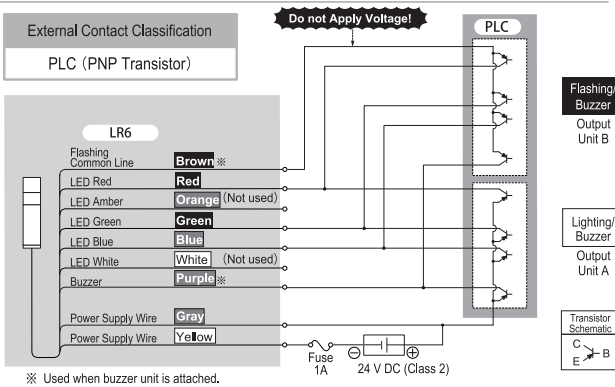 External Contact Classification
PLC (PNP Transistor)
Do not Apply Voltage!
PLC
LR6
Flashing
Common Line Brown ※
LED Red Red
LED Amber Orange (Not used)
LED Green Green
LED Blue Blue
LED White White (Not used)
Buzzer Purple※
Power Supply Wire Gray
Power Supply Wire Yellow
Fuse
1A
⊖ ⊕
24 V DC (Class 2)
※ Used when buzzer unit is attached.
Flashing/
Buzzer
Output
Unit B
Lighting/
Buzzer
Output
Unit A
Transistor
Schematic
C
B
E